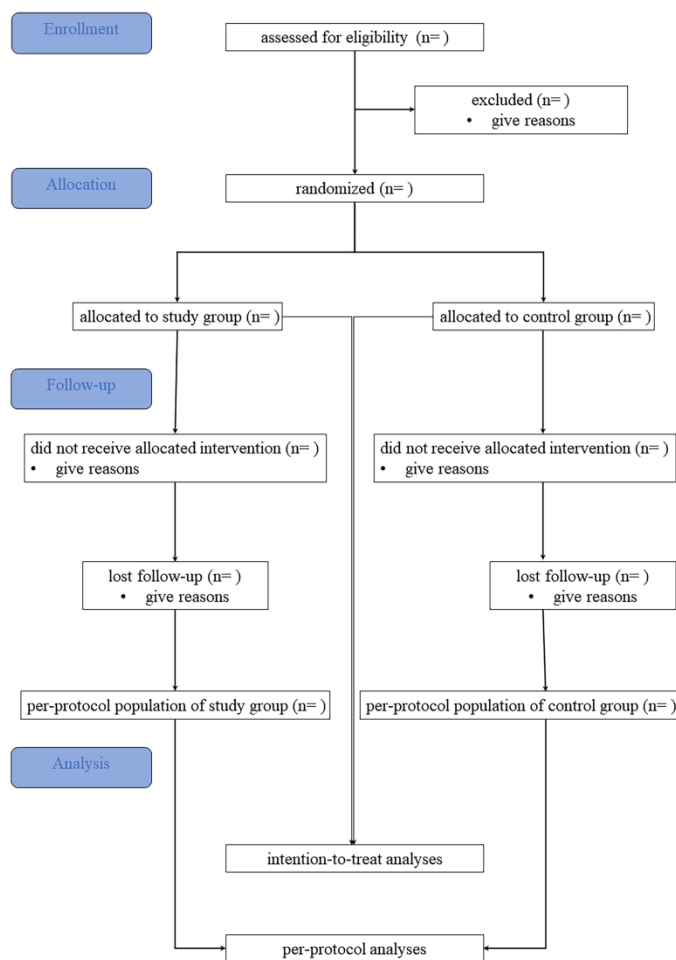 Enrollment
assessed for eligibility (n= )
excluded (n= )
• give reasons
Allocation
randomized (n= )
allocated to study group (n= )
allocated to control group (n= )
Follow-up
did not receive allocated intervention (n= )
• give reasons
did not receive allocated intervention (n= )
• give reasons
lost follow-up (n= )
• give reasons
lost follow-up (n= )
• give reasons
per-protocol population of study group (n= )
per-protocol population of control group (n= )
Analysis
intention-to-treat analyses
per-protocol analyses